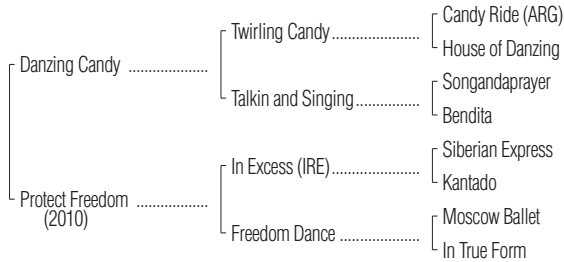 Candy Ride (ARG)
Twirling Candy
House of Danzing
Danzing Candy
Songandaprayer
Talkin and Singing
Bendita
Siberian Express
In Excess (IRE)
Kantado
Protect Freedom
(2010)
Moscow Ballet
Freedom Dance
In True Form